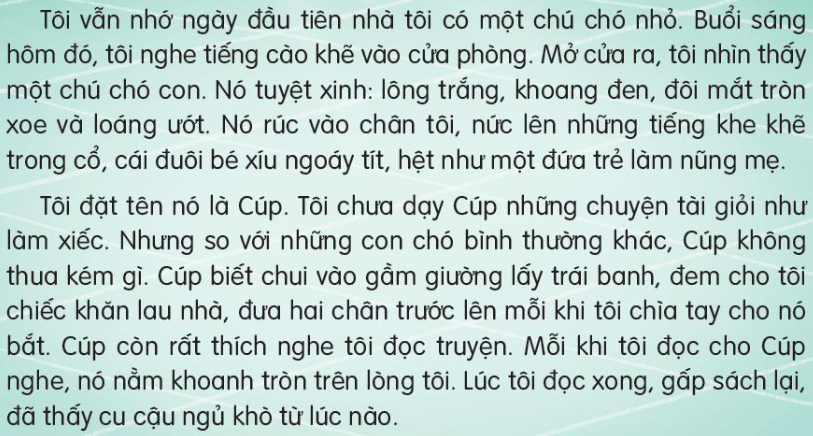 Tôi vẫn nhớ ngày đầu tiên nhà tôi có một chú chó nhỏ. Buổi sáng
hôm đó, tôi nghe tiếng cào khẽ vào cửa phòng. Mở cửa ra, tôi nhìn thấy
một chú chó con. Nó tuyệt xinh: lông trắng, khoang đen, đôi mắt tròn
xoe và loáng ướt. Nó rúc vào chân tôi, nức lên những tiếng khe khẽ
trong cổ, cái đuôi bé xíu ngoáy tít, hệt như một đứa trẻ làm nũng mẹ.
Tôi đặt tên nó là Cúp. Tôi chưa dạy Cúp những chuyện tài giỏi như
làm xiếc. Nhưng so với những con chó bình thường khác, Cúp không
thua kém gì. Cúp biết chui vào gầm giường lấy trái banh, đem cho tôi
chiếc khăn lau nhà, đưa hai chân trước lên mỗi khi tôi chìa tay cho nó
bắt. Cúp còn rất thích nghe tôi đọc truyện. Mỗi khi tôi đọc cho Cúp
nghe, nó nằm khoanh tròn trên lòng tôi. Lúc tôi đọc xong, gấp sách lại,
đã thấy cu cậu ngủ khò từ lúc nào.